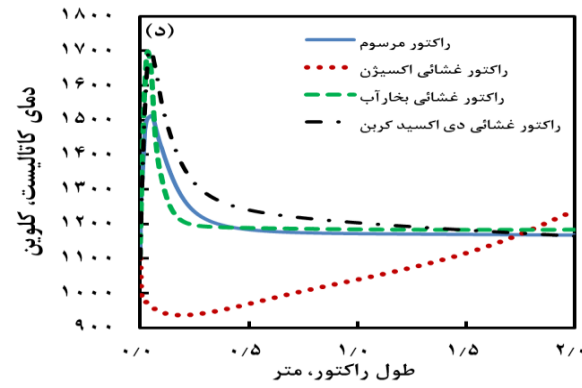 ۱۸۰۰
۱۷۰۰
۱۶۰۰
۱۵۰۰
۱۴۰۰
۱۳۰۰
۱۲۰۰
۱۱۰۰
۱۰۰۰
۹۰۰
دمای کاتالیست، کلوین
(د)
راکتور مرسوم
راکتور غشائی اکسیژن
راکتور غشائی بخارآب
راکتور غشائی دی اکسید کربن
۰/۰ ۰/۵ ۱/۰ ۱/۵ ۲/۰
طول راکتور، متر